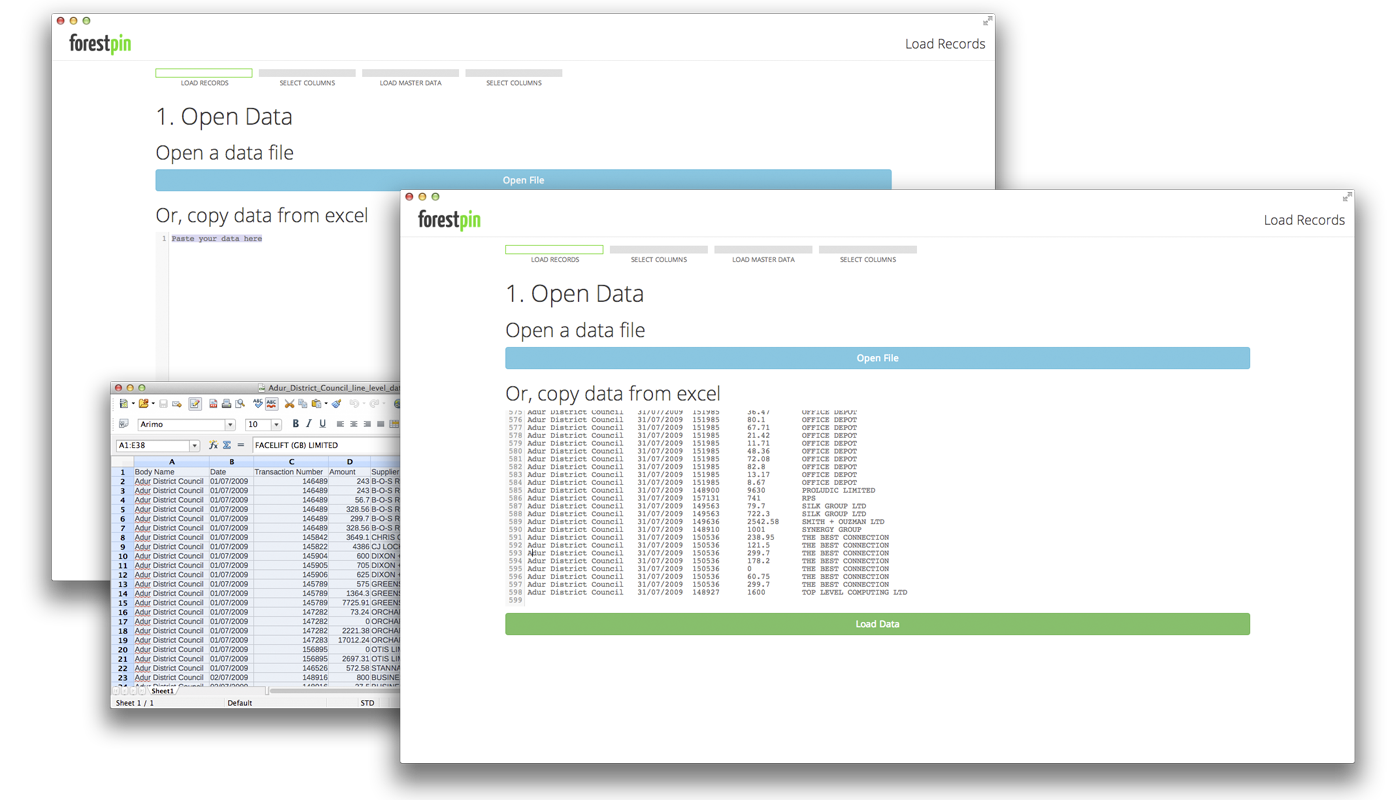 forestpin
Load Records
LOAD RECORDS SELECT COLUMNS LOAD MASTER DATA SELECT COLUMNS
1. Open Data
Open a data file
Open File
Or, copy data from excel
1 Paste your data here
Adur_District_Council_line_level_dat
Arimo 10 B I U
A1:E38 FACELIFT (GB) LIMITED
A B C D
1 Body Name Date Transaction Number Amount Supplier
2 Adur District Council 01/07/2009 146489 243 B-O-S R
3 Adur District Council 01/07/2009 146489 243 B-O-S R
4 Adur District Council 01/07/2009 146489 56.7 B-O-S R
5 Adur District Council 01/07/2009 146489 328.56 B-O-S R
6 Adur District Council 01/07/2009 146489 299.7 B-O-S R
7 Adur District Council 01/07/2009 146489 328.56 B-O-S R
8 Adur District Council 01/07/2009 145842 3649.1 CHRIS
9 Adur District Council 01/07/2009 145822 4386 CJ LOC
10 Adur District Council 01/07/2009 145904 600 DIXON
11 Adur District Council 01/07/2009 145905 705 DIXON
12 Adur District Council 01/07/2009 145906 625 DIXON
13 Adur District Council 01/07/2009 145789 575 GREENS
14 Adur District Council 01/07/2009 145789 1364.3 GREENS
15 Adur District Council 01/07/2009 145789 7725.91 GREENS
16 Adur District Council 01/07/2009 147282 73.24 ORCHA
17 Adur District Council 01/07/2009 147282 0 ORCHA
18 Adur District Council 01/07/2009 147282 2221.38 ORCHA
19 Adur District Council 01/07/2009 147283 17012.24 ORCHA
20 Adur District Council 01/07/2009 156895 0 OTIS LI
21 Adur District Council 01/07/2009 156895 2697.31 OTIS LI
22 Adur District Council 01/07/2009 146526 572.58 STANNA
23 Adur District Council 02/07/2009 148916 800 BUSINE
Sheet1
Sheet 1 / 1 Default STD
forestpin
Load Records
LOAD RECORDS SELECT COLUMNS LOAD MASTER DATA SELECT COLUMNS
1. Open Data
Open a data file
Open File
Or, copy data from excel
575 Adur District Council 31/07/2009 151985 36.47 OFFICE DEPOT
576 Adur District Council 31/07/2009 151985 80.1 OFFICE DEPOT
577 Adur District Council 31/07/2009 151985 67.71 OFFICE DEPOT
578 Adur District Council 31/07/2009 151985 21.42 OFFICE DEPOT
579 Adur District Council 31/07/2009 151985 11.71 OFFICE DEPOT
580 Adur District Council 31/07/2009 151985 48.36 OFFICE DEPOT
581 Adur District Council 31/07/2009 151985 72.08 OFFICE DEPOT
582 Adur District Council 31/07/2009 151985 82.8 OFFICE DEPOT
583 Adur District Council 31/07/2009 151985 13.17 OFFICE DEPOT
584 Adur District Council 31/07/2009 151985 8.67 OFFICE DEPOT
585 Adur District Council 31/07/2009 148900 9630 PROLUDIC LIMITED
586 Adur District Council 31/07/2009 157131 741 RPS
587 Adur District Council 31/07/2009 149563 79.7 SILK GROUP LTD
588 Adur District Council 31/07/2009 149563 722.3 SILK GROUP LTD
589 Adur District Council 31/07/2009 149636 2542.58 SMITH + OUZMAN LTD
590 Adur District Council 31/07/2009 148910 1001 SYNERGY GROUP
591 Adur District Council 31/07/2009 150536 238.95 THE BEST CONNECTION
592 Adur District Council 31/07/2009 150536 121.5 THE BEST CONNECTION
593 Adur District Council 31/07/2009 150536 299.7 THE BEST CONNECTION
594 Adur District Council 31/07/2009 150536 178.2 THE BEST CONNECTION
595 Adur District Council 31/07/2009 150536 0 THE BEST CONNECTION
596 Adur District Council 31/07/2009 150536 60.75 THE BEST CONNECTION
597 Adur District Council 31/07/2009 150536 299.7 THE BEST CONNECTION
598 Adur District Council 31/07/2009 148927 1600 TOP LEVEL COMPUTING LTD
599
Load Data